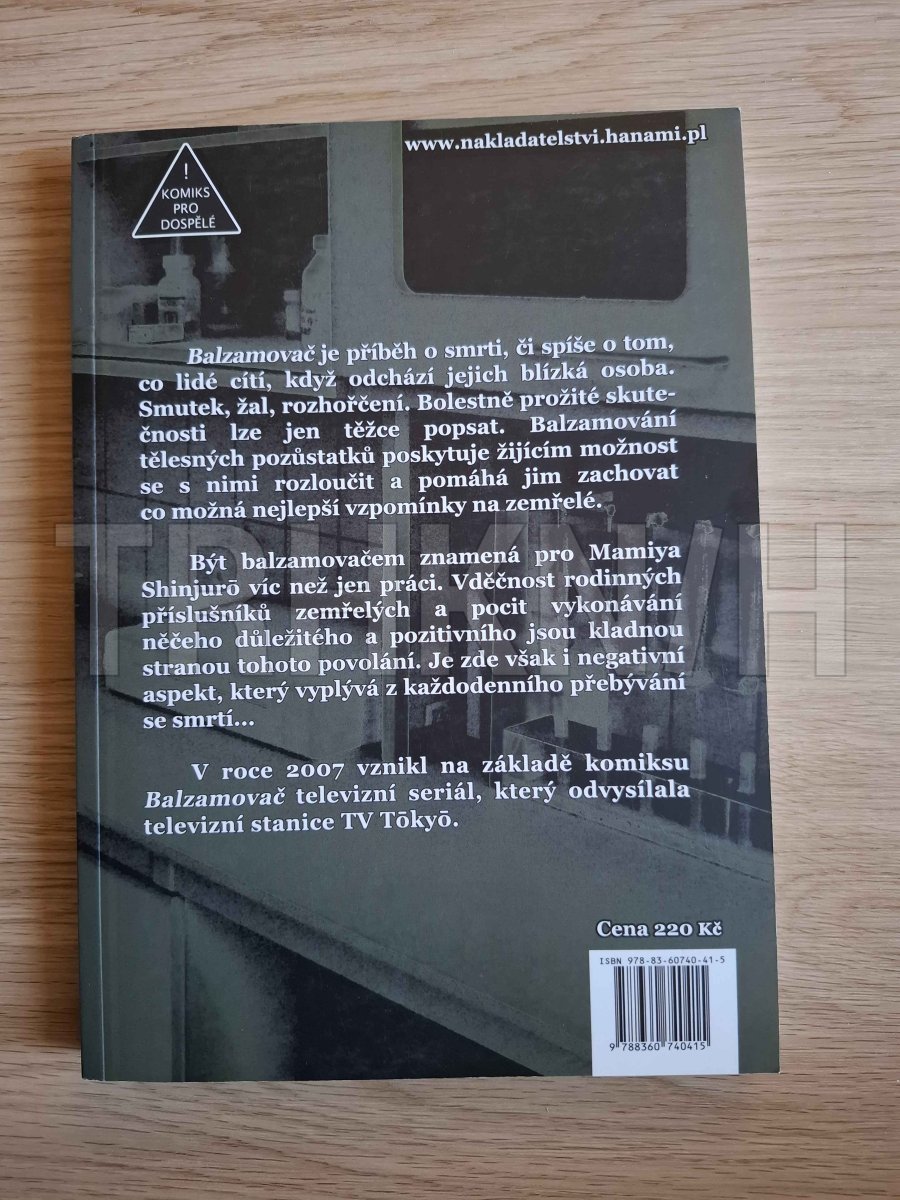 www.nakladatelstvi.hanami.pl
!
KOMIKS
PRO
DOSPĚLÉ
Balzamovač je příběh o smrti, či spíše o tom,
co lidé cítí, když odchází jejich blízká osoba.
Smutek, žal, rozhořčení. Bolestně prožité skute-
čnosti lze jen těžce popsat. Balzamování
tělesných pozůstatků poskytuje žijícím možnost
se s nimi rozloučit a pomáhá jim zachovat
co možná nejlepší vzpomínky na zemřelé.
Být balzamovačem znamená pro Mamiya
Shinjurō víc než jen práci. Vděčnost rodinných
příslušníků zemřelých a pocit vykonávání
něčeho důležitého a pozitivního jsou kladnou
stranou tohoto povolání. Je zde však i negativní
aspekt, který vyplývá z každodenního přebývání
se smrtí...
V roce 2007 vznikl na základě komiksu
Balzamovač televizní seriál, který odvysílala
televizní stanice TV Tōkyō.
Cena 220 Kč
ISBN 978-83-60740-41-5
9 788360 740415